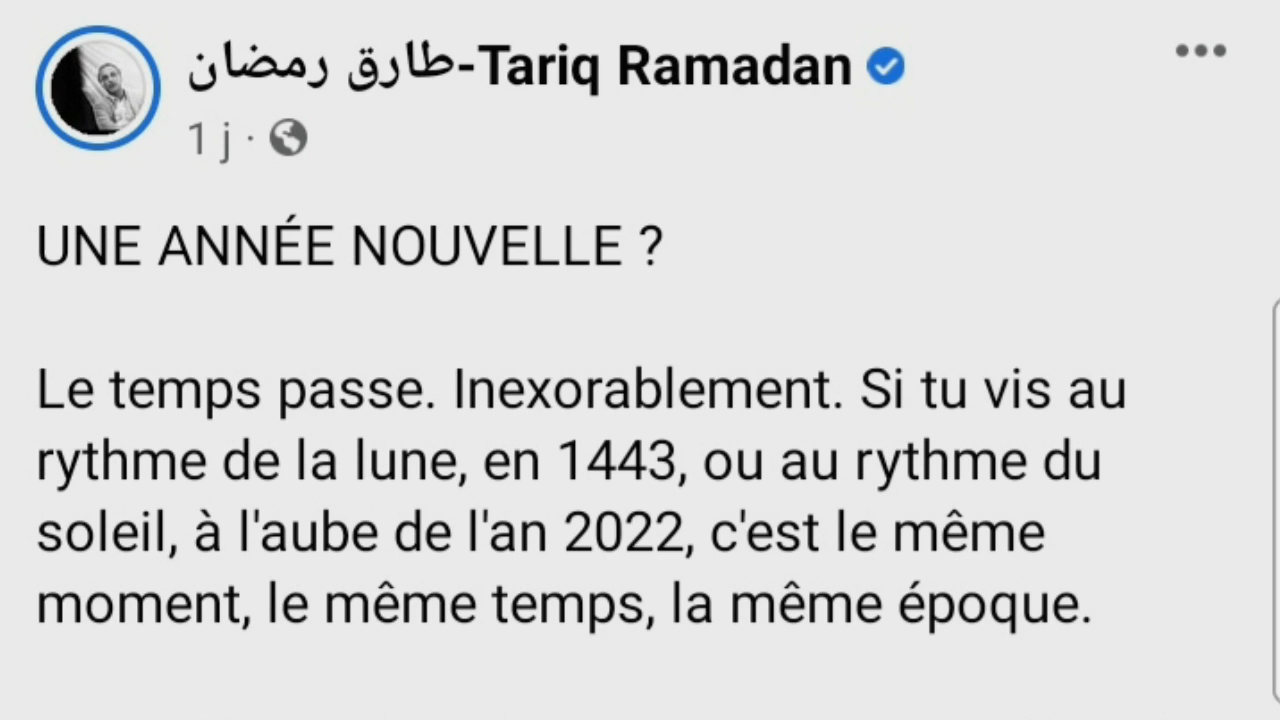 طارق رمضان-Tariq Ramadan
1 j ·
UNE ANNÉE NOUVELLE ?
Le temps passe. Inexorablement. Si tu vis au
rythme de la lune, en 1443, ou au rythme du
soleil, à l'aube de l'an 2022, c'est le même
moment, le même temps, la même époque.